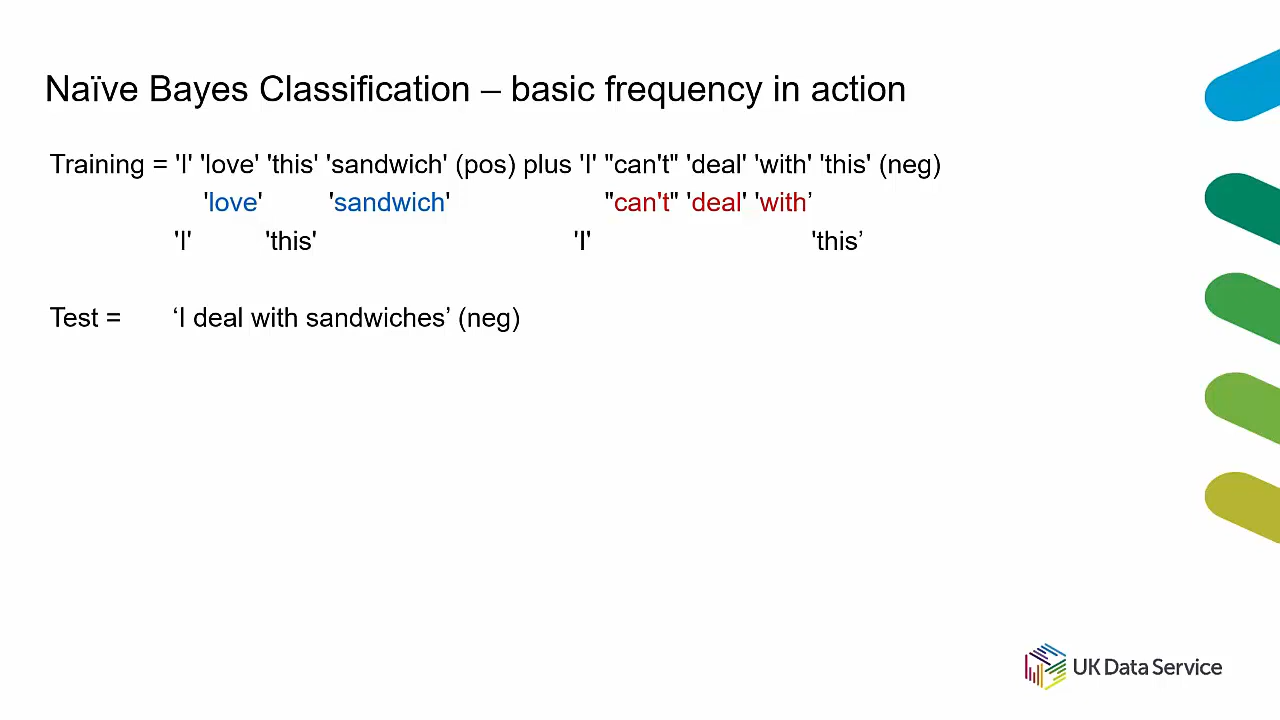 Naïve Bayes Classification – basic frequency in action
Training = 'I' 'love' 'this' 'sandwich' (pos) plus 'I' "can't" 'deal' 'with' 'this' (neg)
'love' 'sandwich' "can't" 'deal' 'with’
'I' 'this' 'I' 'this’
Test = ‘I deal with sandwiches’ (neg)
UK Data Service